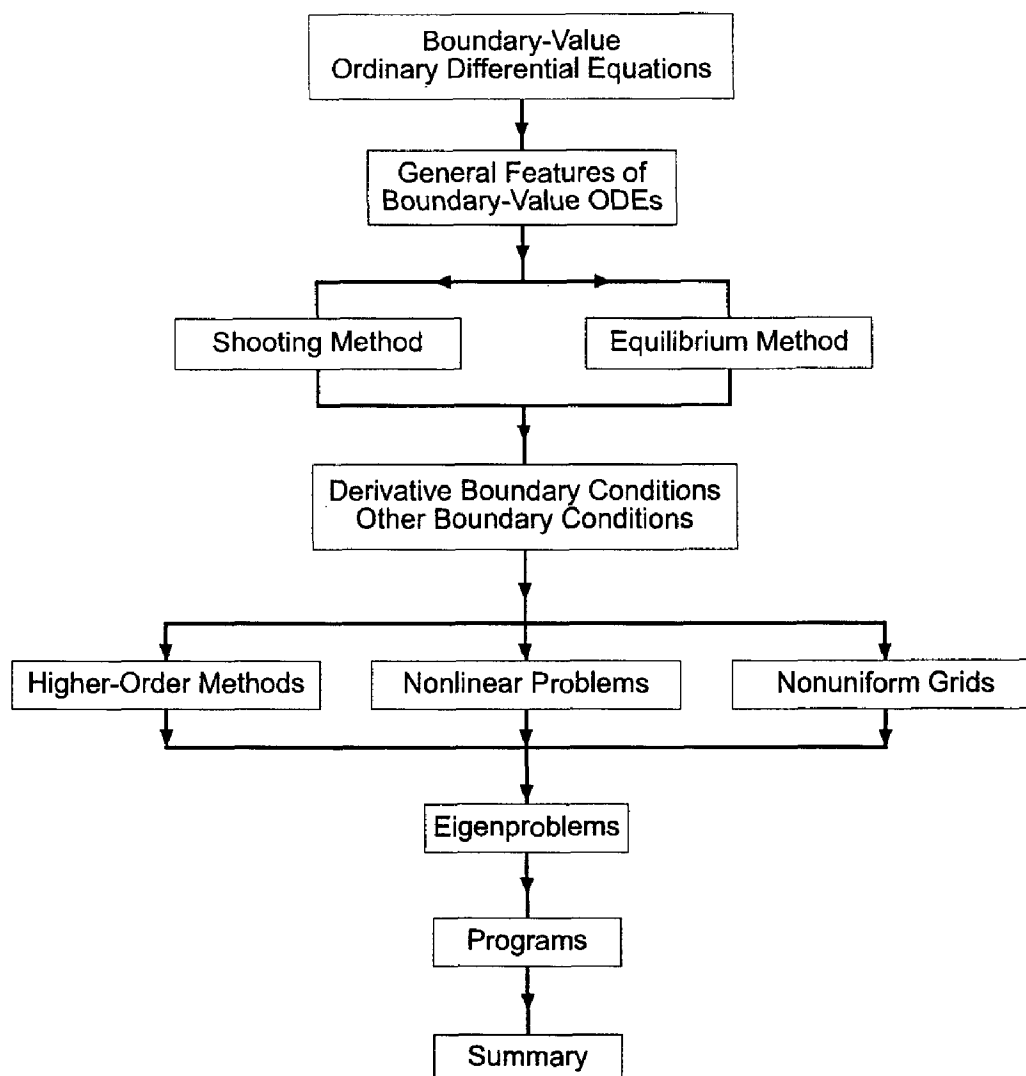 Boundary-Value
Ordinary Differential Equations
General Features of
Boundary-Value ODEs
Shooting Method
Equilibrium Method
Derivative Boundary Conditions
Other Boundary Conditions
Higher-Order Methods
Nonlinear Problems
Nonuniform Grids
Eigenproblems
Programs
Summary